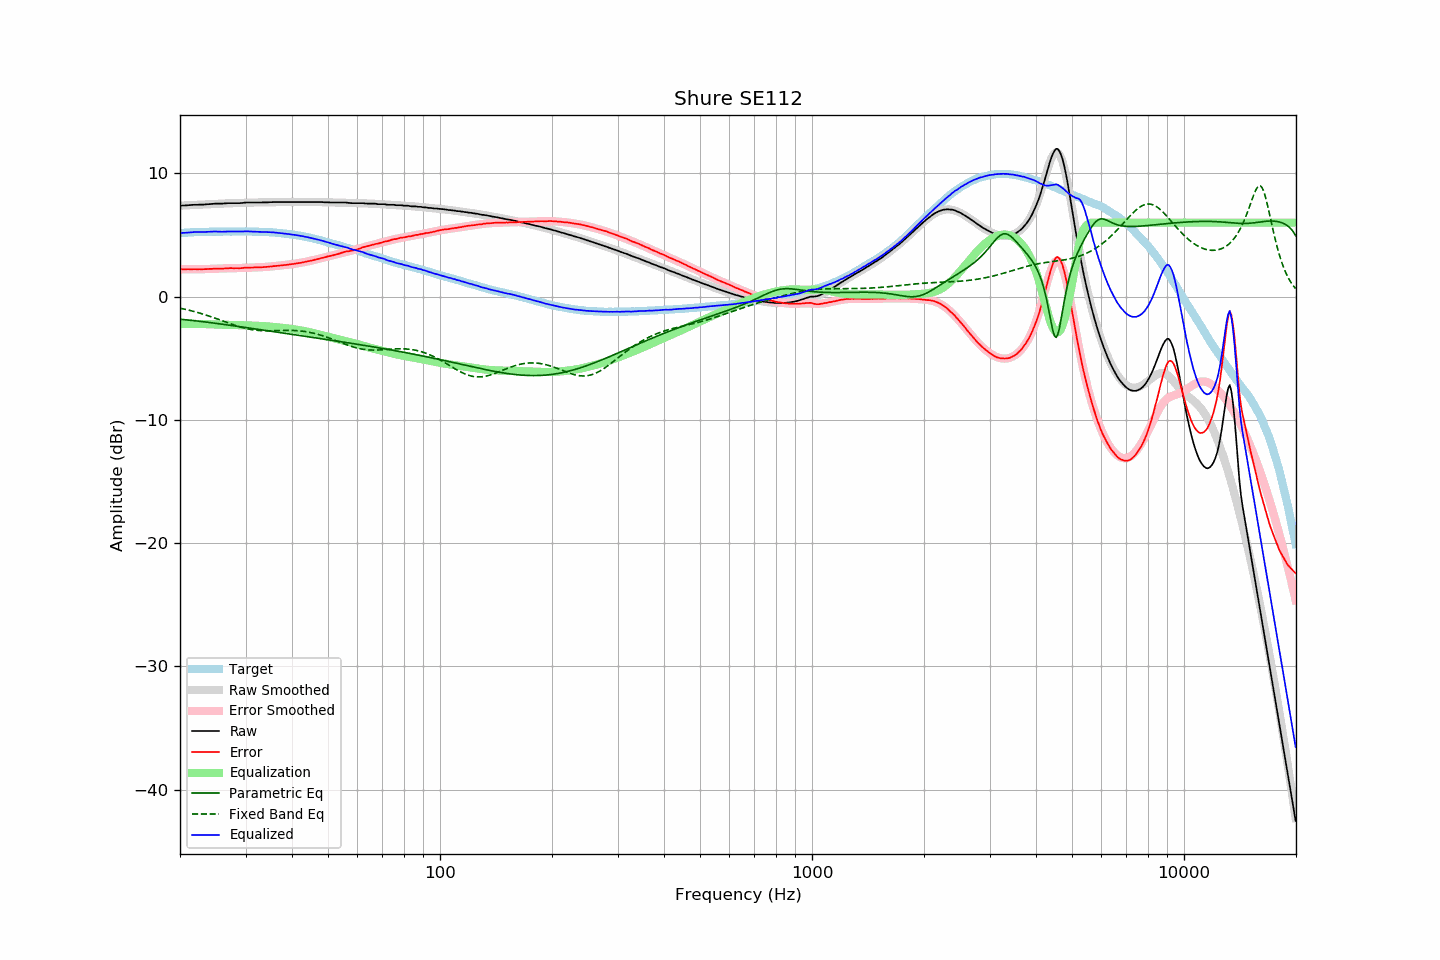 Shure SE112
10
0
−10
−20
−30
−40
Amplitude (dBr)
Target
Raw Smoothed
Error Smoothed
Raw
Error
Equalization
Parametric Eq
Fixed Band Eq
Equalized
100
1000
10000
Frequency (Hz)